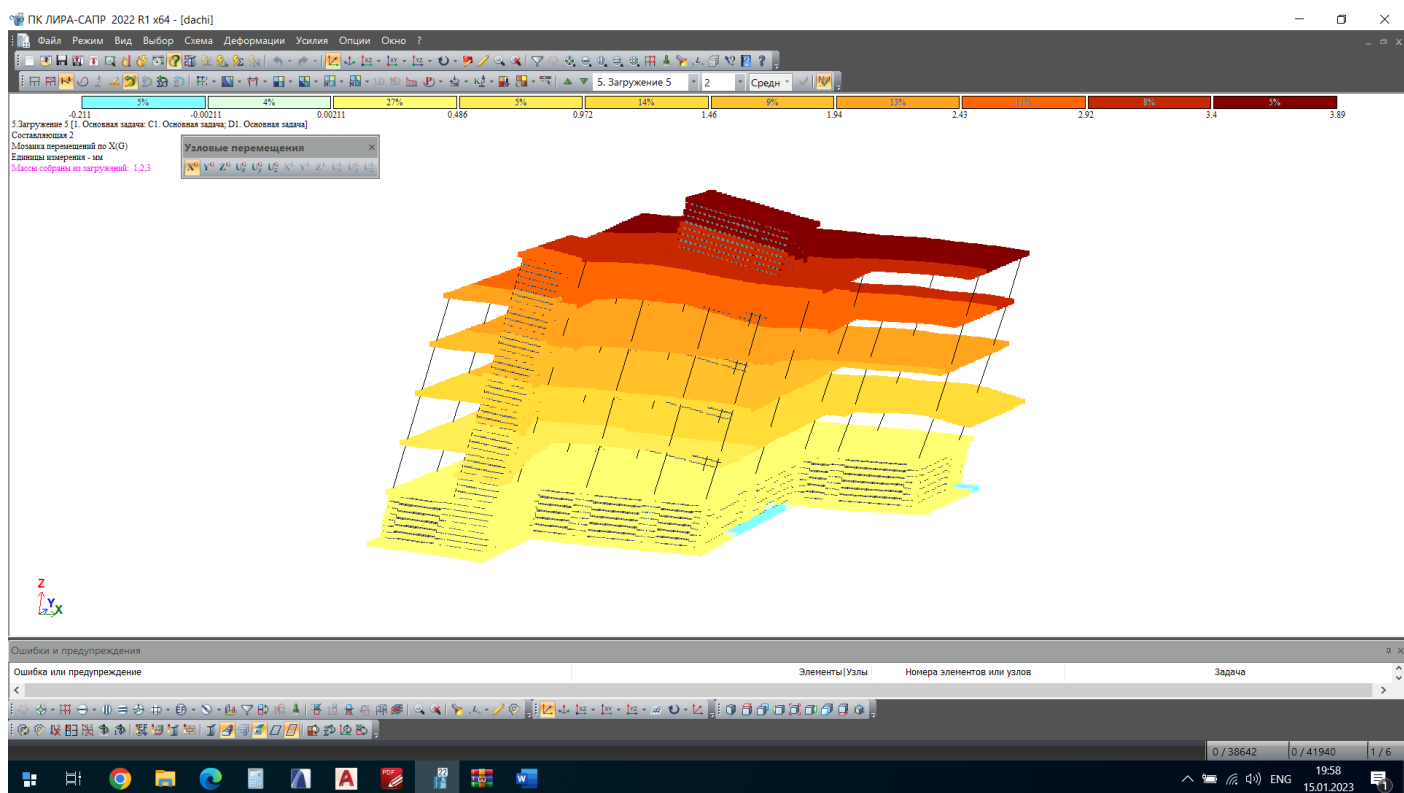 ПК ЛИРА-САПР 2022 R1 x64 - [dachi]
Файл Режим Вид Выбор Схема Деформации Усилия Опции Окно ?
5. Загружение 5 2 Средн
5% 4% 27% 5% 14% 9% 13% 11% 8% 5%
-0.211 -0.00211 0.00211 0.486 0.972 1.46 1.94 2.43 2.92 3.4 3.89
5.Загружение 5 [1. Основная задача: C1. Основная задача; D1. Основная задача]
Составляющая 2
Мозаика перемещений по X(G)
Единицы измерения - мм
Массы собраны из загружений: 1,2,3
Узловые перемещения
Z
Y
X
Ошибки и предупреждения
Ошибка или предупреждение Элементы|Узлы Номера элементов или узлов Задача
0 / 38642 0 / 41940 1 / 6
ENG
19:58
15.01.2023